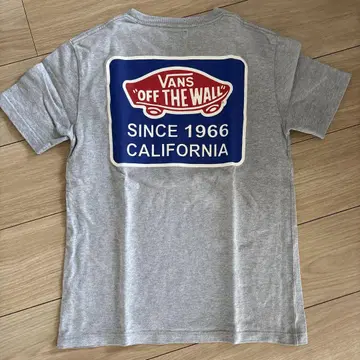 VANS
"OFF THE WALL"
SINCE 1966
CALIFORNIA